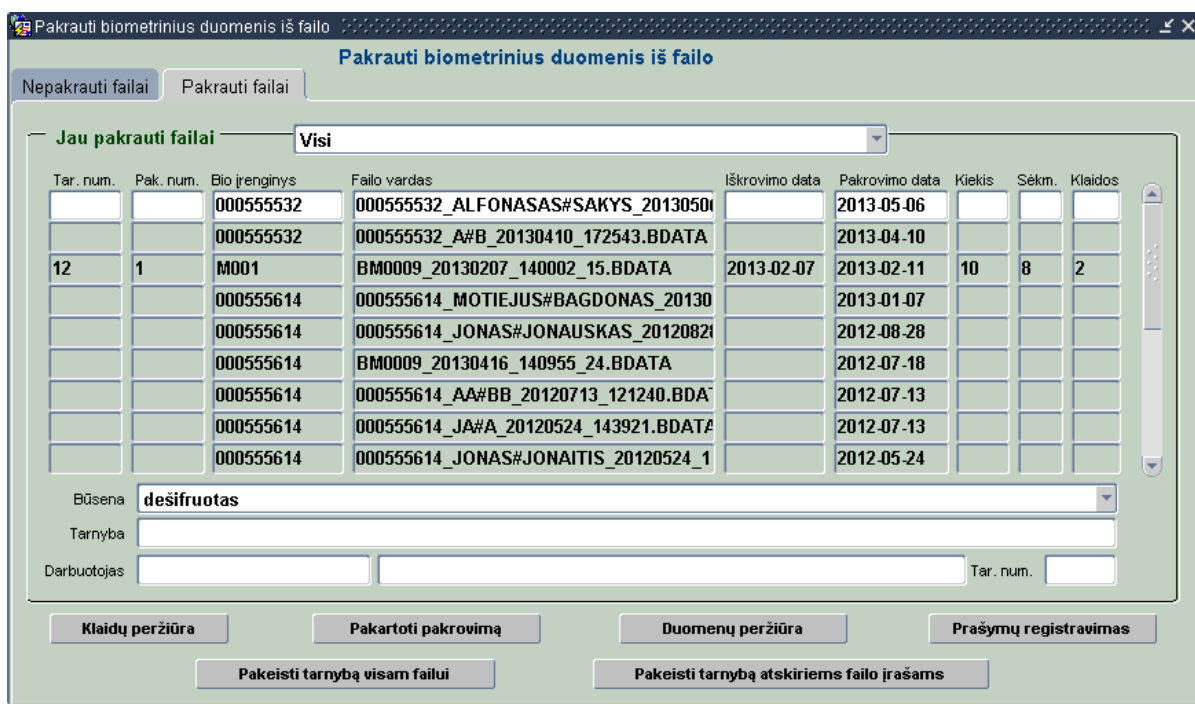 Pakrauti biometrinius duomenis iš failo
Pakrauti biometrinius duomenis iš failo
Nepakrauti failai Pakrauti failai
Jau pakrauti failai Visi
Tar. num. Pak. num. Bio įrenginys Failo vardas Iškrovimo data Pakrovimo data Kiekis Sėkm. Klaidos
000555532 000555532_ALFONASAS#SAKYS_2013050 2013-05-06
000555532 000555532_A#B_20130410_172543.BDATA 2013-04-10
12 1 M001 BM0009_20130207_140002_15.BDATA 2013-02-07 2013-02-11 10 8 2
000555614 000555614_MOTIEJUS#BAGDONAS_20130 2013-01-07
000555614 000555614_JONAS#JONAUSKAS_2012082 2012-08-28
000555614 BM0009_20130416_140955_24.BDATA 2012-07-18
000555614 000555614_AA#BB_20120713_121240.BDAT 2012-07-13
000555614 000555614_JA#A_20120524_143921.BDATA 2012-07-13
000555614 000555614_JONAS#JONAITIS_20120524_1 2012-05-24
Būsena dešifruotas
Tarnyba
Darbuotojas Tar. num.
Klaidų peržiūra Pakartoti pakrovimą Duomenų peržiūra Prašymų registravimas
Pakeisti tarnybą visam failui Pakeisti tarnybą atskiriems failo įrašams